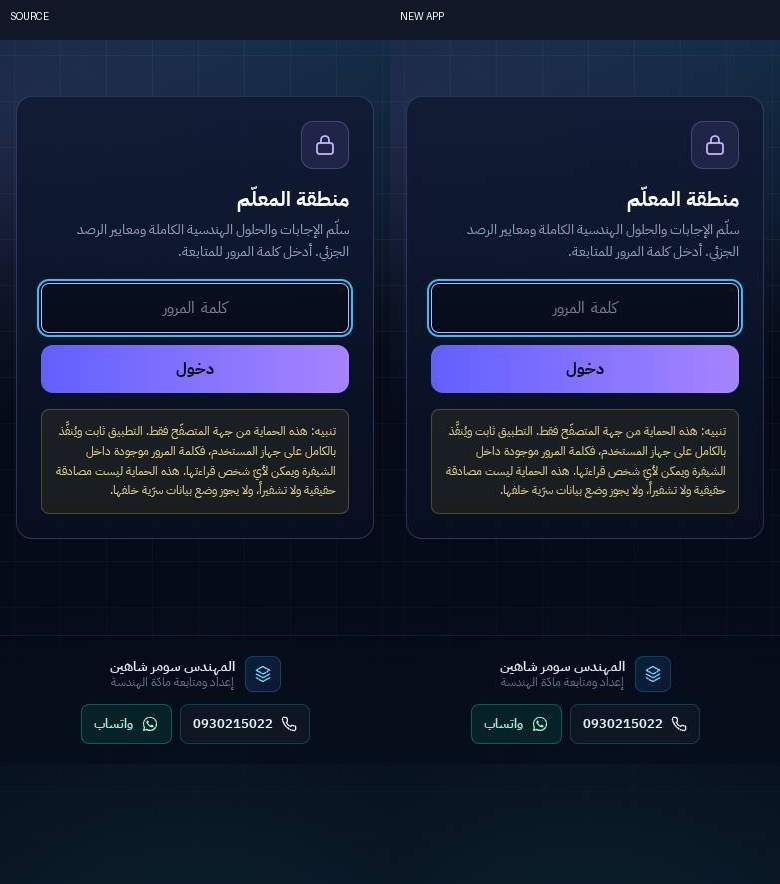 SOURCE
NEW APP
منطقة المعلّم
سلّم الإجابات والحلول الهندسية الكاملة ومعايير الرصد
الجزئي. أدخل كلمة المرور للمتابعة.
كلمة المرور
دخول
تنبيه: هذه الحماية من جهة المتصفّح فقط. التطبيق ثابت ويُنفَّذ
بالكامل على جهاز المستخدم، فكلمة المرور موجودة داخل
الشيفرة ويمكن لأيّ شخص قراءتها. هذه الحماية ليست مصادقة
حقيقية ولا تشفيراً، ولا يجوز وضع بيانات سرّية خلفها.
المهندس سومر شاهين
إعداد ومتابعة مادّة الهندسة
0930215022
واتساب
منطقة المعلّم
سلّم الإجابات والحلول الهندسية الكاملة ومعايير الرصد
الجزئي. أدخل كلمة المرور للمتابعة.
كلمة المرور
دخول
تنبيه: هذه الحماية من جهة المتصفّح فقط. التطبيق ثابت ويُنفَّذ
بالكامل على جهاز المستخدم، فكلمة المرور موجودة داخل
الشيفرة ويمكن لأيّ شخص قراءتها. هذه الحماية ليست مصادقة
حقيقية ولا تشفيراً، ولا يجوز وضع بيانات سرّية خلفها.
المهندس سومر شاهين
إعداد ومتابعة مادّة الهندسة
0930215022
واتساب